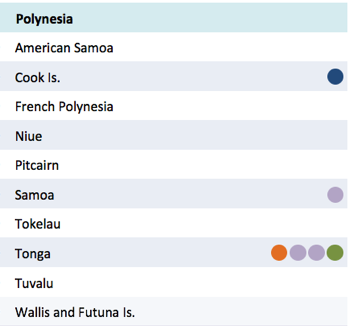 Polynesia
American Samoa
Cook Is.
French Polynesia
Niue
Pitcairn
Samoa
Tokelau
Tonga
Tuvalu
Wallis and Futuna Is.